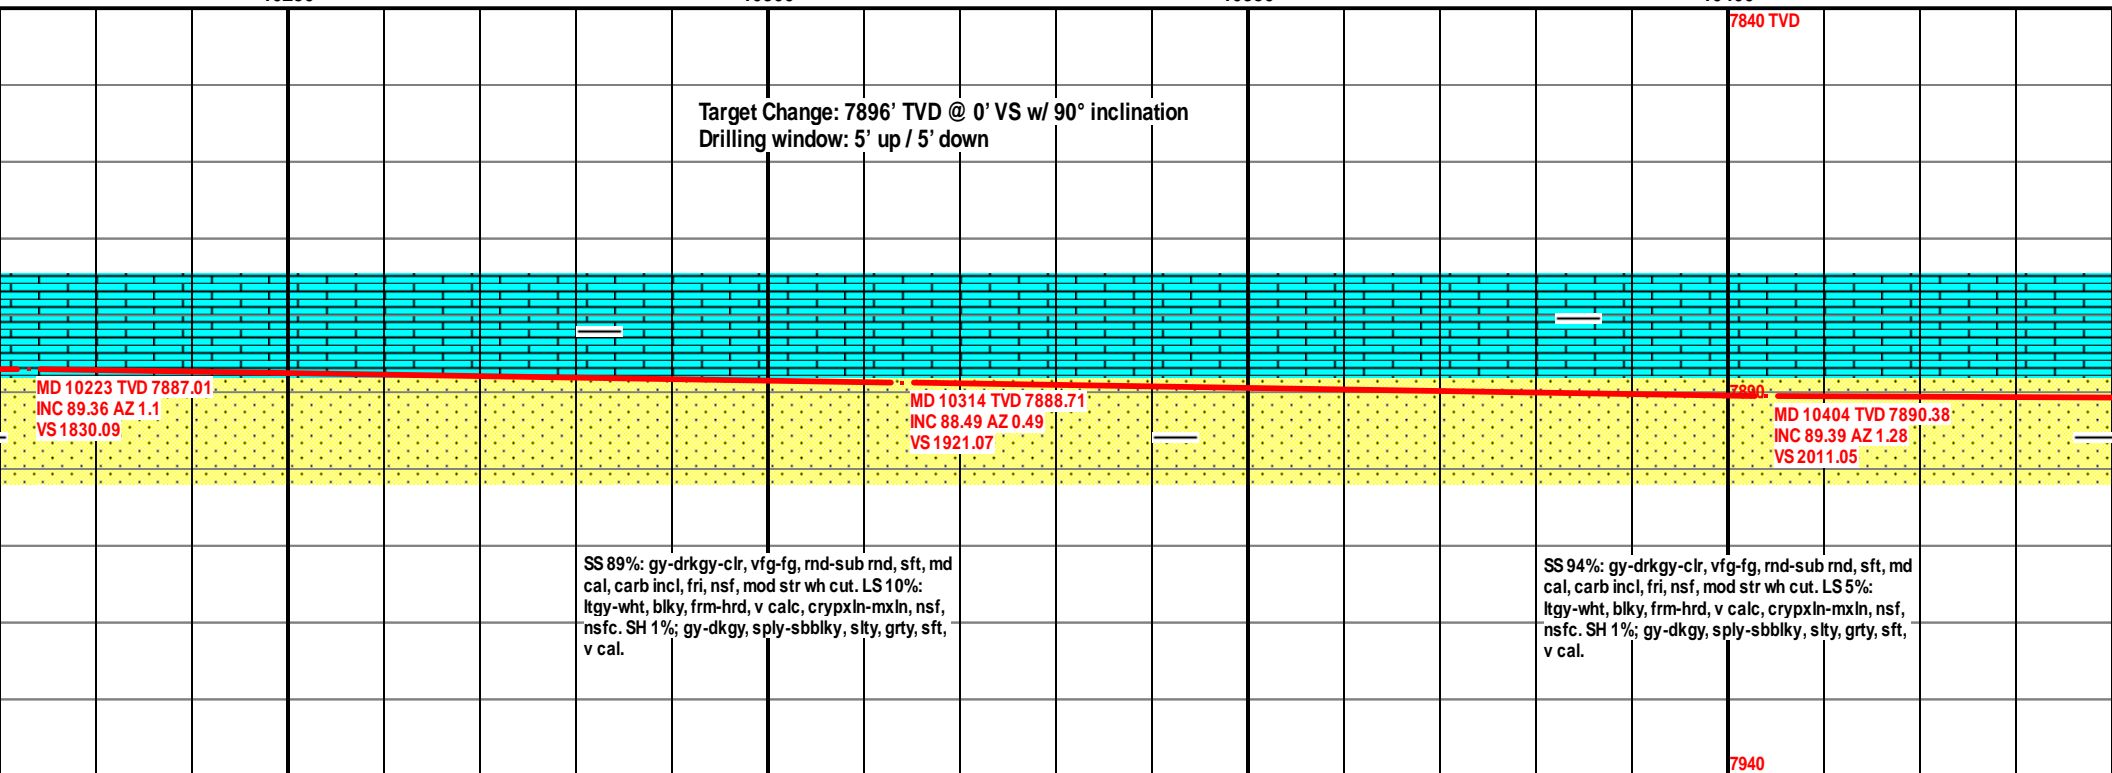 7840 TVD
Target Change: 7896' TVD @ 0' VS w/ 90° inclination
Drilling window: 5' up / 5' down
MD 10223 TVD 7887.01
INC 89.36 AZ 1.1
VS 1830.09
MD 10314 TVD 7888.71
INC 88.49 AZ 0.49
VS 1921.07
7890
MD 10404 TVD 7890.38
INC 89.39 AZ 1.28
VS 2011.05
SS 89%: gy-drkgy-clr, vfg-fg, rnd-sub rnd, sft, md
cal, carb incl, fri, nsf, mod str wh cut. LS 10%:
ltgy-wht, blky, frm-hrd, v calc, crypxln-mxln, nsf,
nsfc. SH 1%; gy-dkgy, sply-sbblky, slty, grty, sft,
v cal.
SS 94%: gy-drkgy-clr, vfg-fg, rnd-sub rnd, sft, md
cal, carb incl, fri, nsf, mod str wh cut. LS 5%:
ltgy-wht, blky, frm-hrd, v calc, crypxln-mxln, nsf,
nsfc. SH 1%; gy-dkgy, sply-sbblky, slty, grty, sft,
v cal.
7940